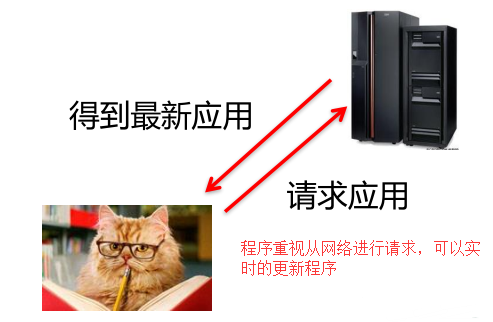 得到最新应用
请求应用
程序重视从网络进行请求，可以实
时的更新程序